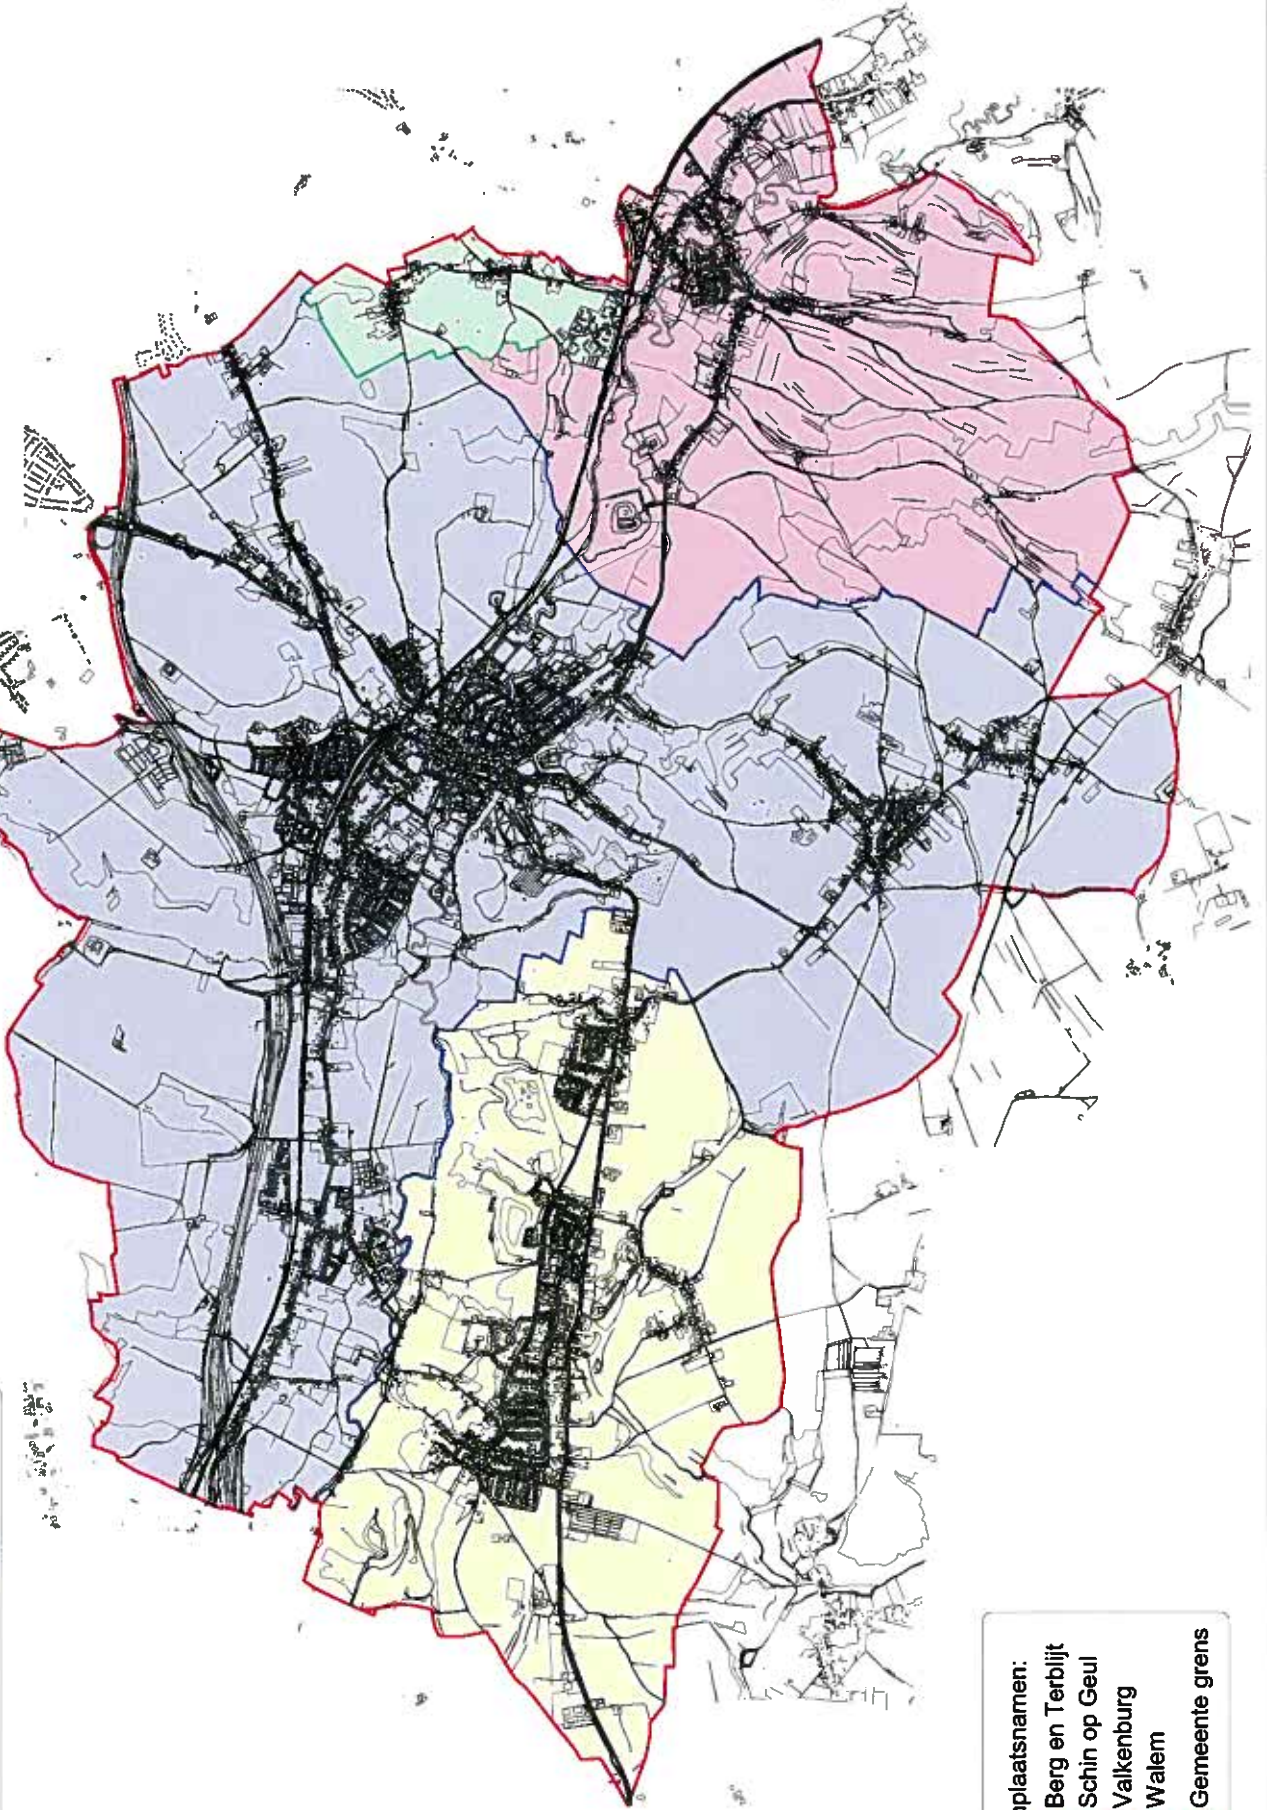 plaatsnamen:
Berg en Terblijt
Schin op Geul
Valkenburg
Walem
Gemeente grens